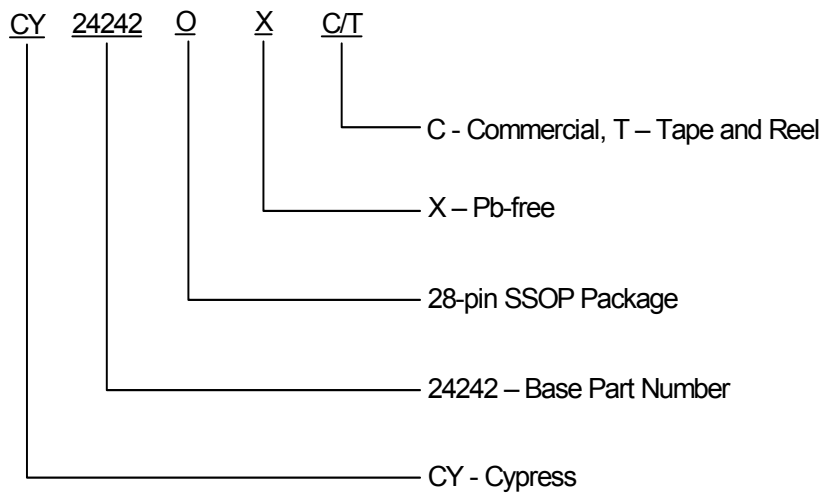 CY 24242 O X C/T
C - Commercial, T – Tape and Reel
X – Pb-free
28-pin SSOP Package
24242 – Base Part Number
CY - Cypress